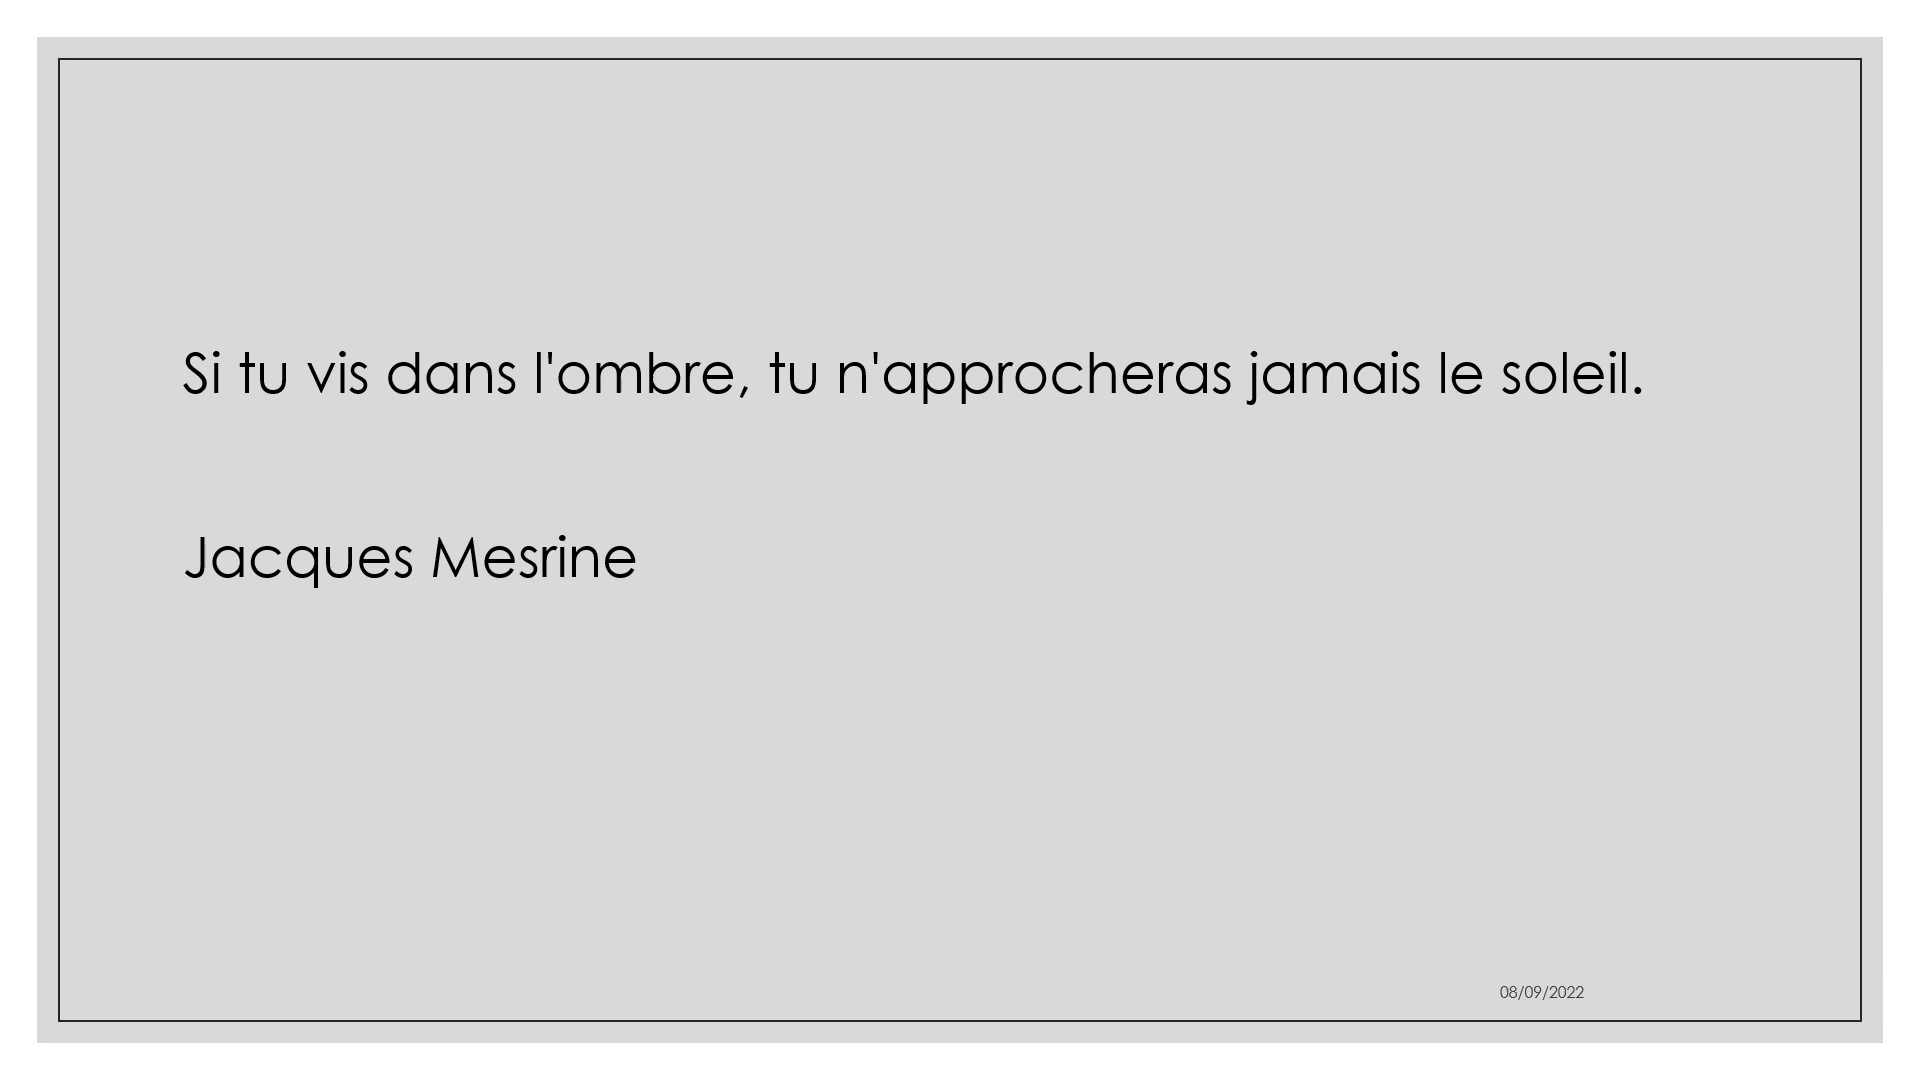 Si tu vis dans l'ombre, tu n'approcheras jamais le soleil.
Jacques Mesrine
08/09/2022